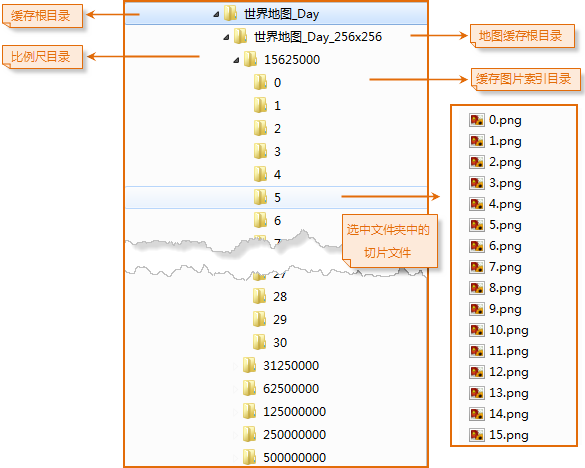 缓存根目录
世界地图_Day
世界地图_Day_256x256
地图缓存根目录
比例尺目录
15625000
0
缓存图片索引目录
1
2
3
4
5
6
7
选中文件夹中的
切片文件
27
28
29
30
31250000
62500000
125000000
250000000
500000000
0.png
1.png
2.png
3.png
4.png
5.png
6.png
7.png
8.png
9.png
10.png
11.png
12.png
13.png
14.png
15.png